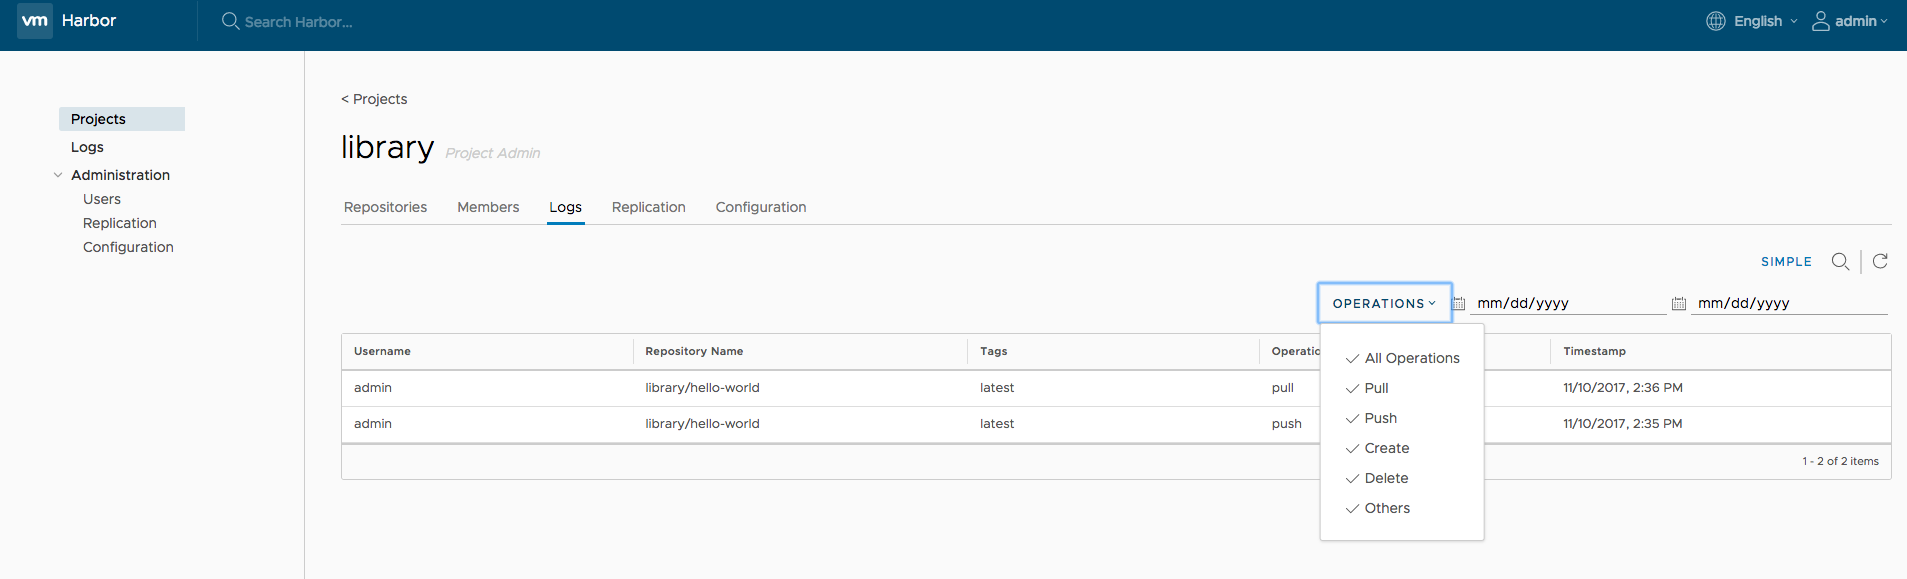 vm Harbor Search Harbor... English admin
Projects
Logs
Administration
Users
Replication
Configuration
< Projects
library Project Admin
Repositories Members Logs Replication Configuration
SIMPLE
OPERATIONS mm/dd/yyyy mm/dd/yyyy
All Operations
Pull
Push
Create
Delete
Others
Username Repository Name Tags Operatio Timestamp
admin library/hello-world latest pull 11/10/2017, 2:36 PM
admin library/hello-world latest push 11/10/2017, 2:35 PM
1 - 2 of 2 items